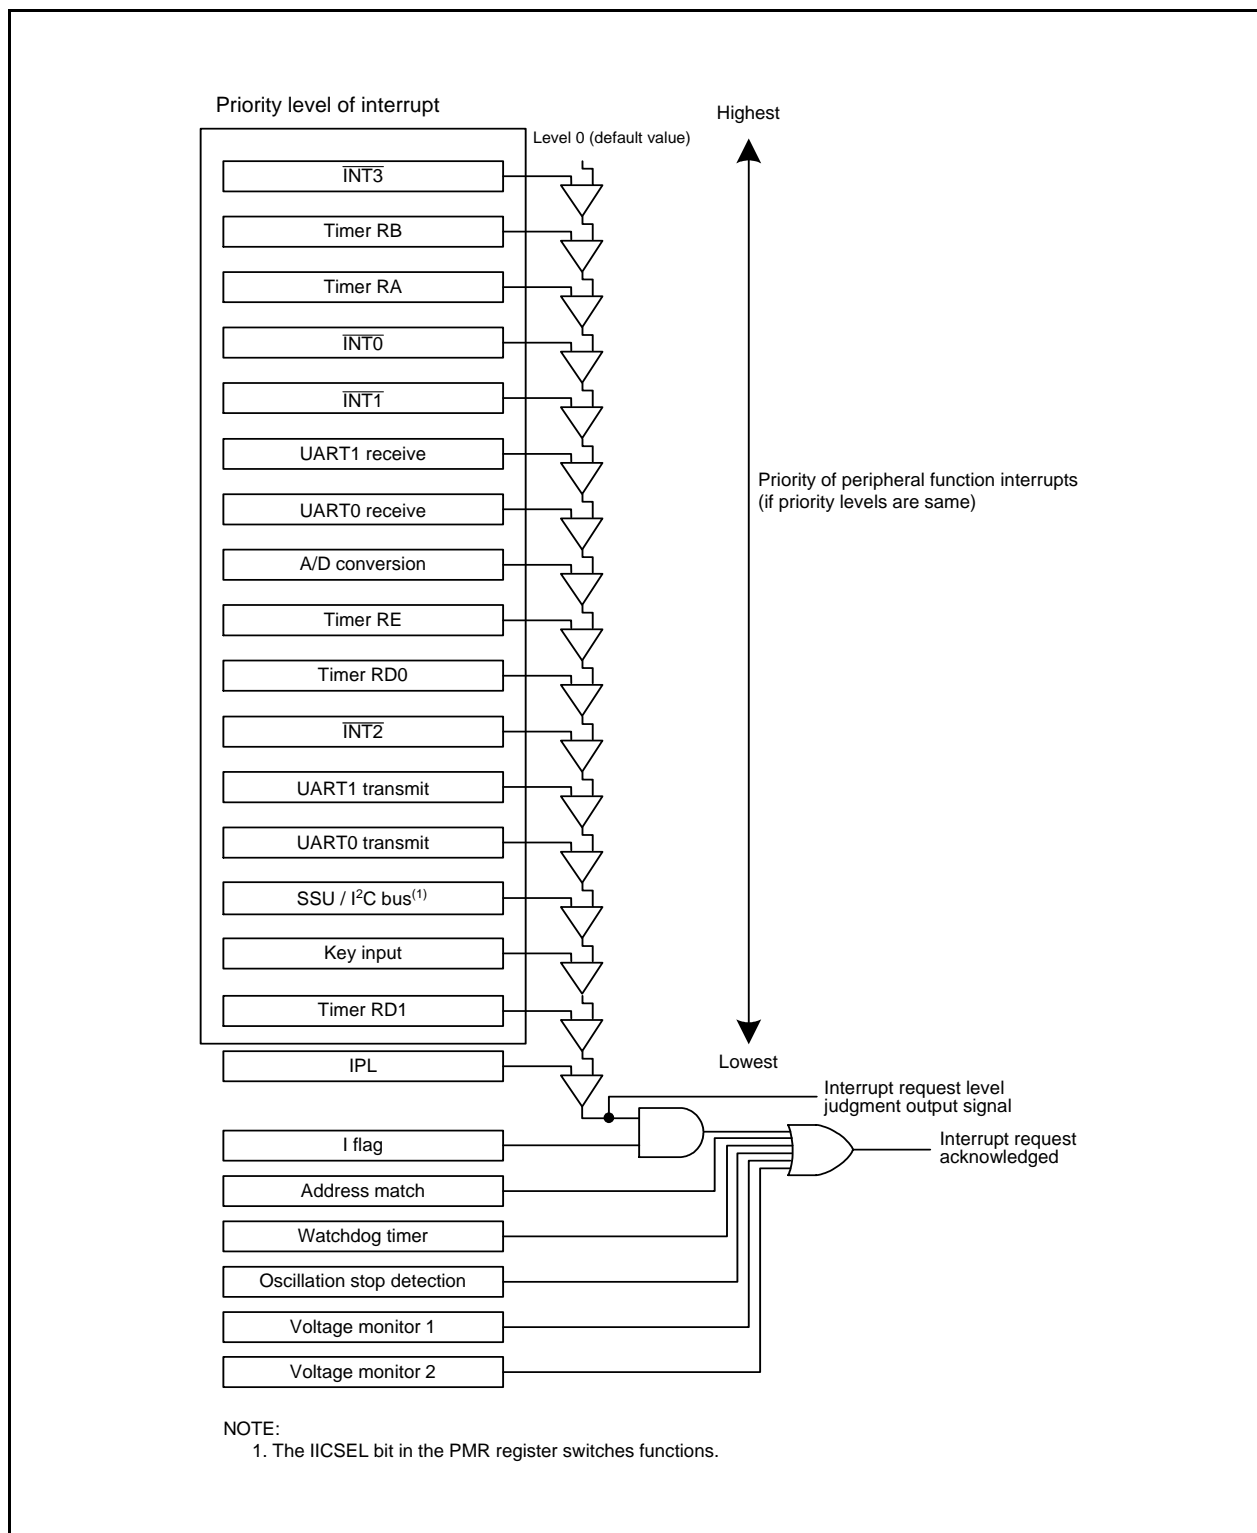 Priority level of interrupt
Highest
Level 0 (default value)
INT3
Timer RB
Timer RA
INT0
INT1
UART1 receive
Priority of peripheral function interrupts
(if priority levels are same)
UART0 receive
A/D conversion
Timer RE
Timer RD0
INT2
UART1 transmit
UART0 transmit
SSU / I²C bus(1)
Key input
Timer RD1
Lowest
IPL
Interrupt request level
judgment output signal
I flag
Interrupt request
acknowledged
Address match
Watchdog timer
Oscillation stop detection
Voltage monitor 1
Voltage monitor 2
NOTE:
1. The IICSEL bit in the PMR register switches functions.